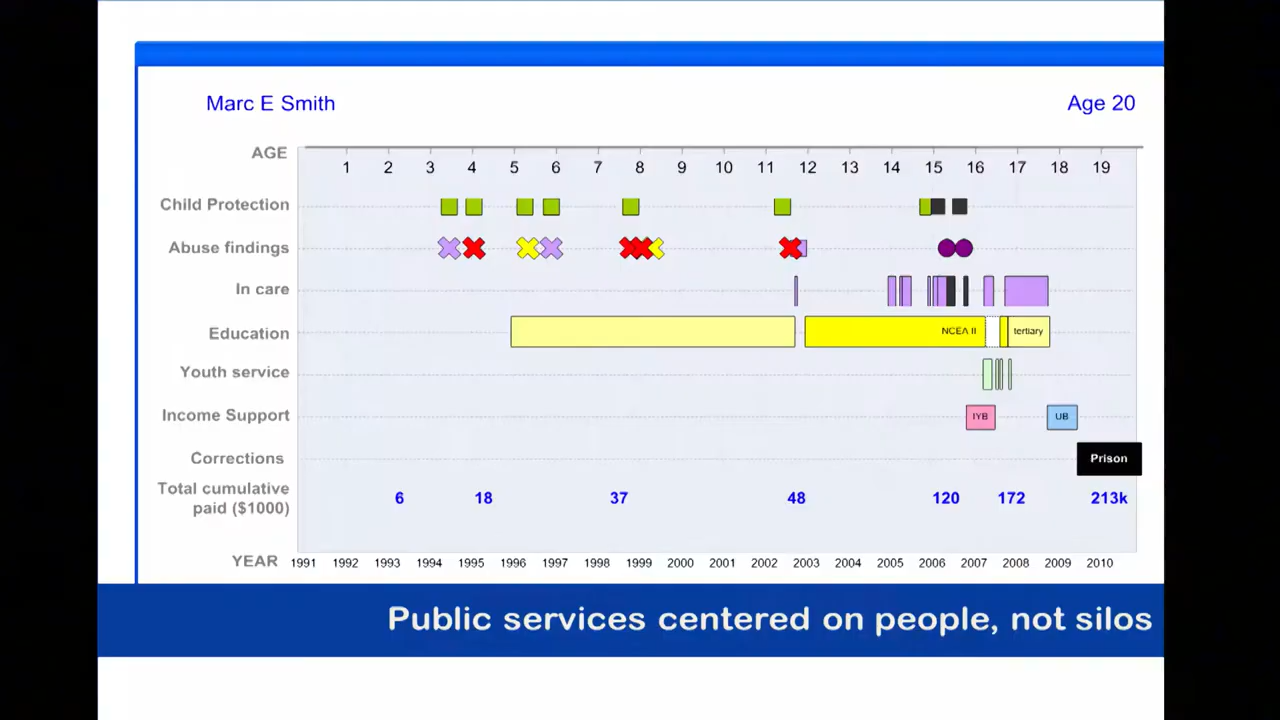 Marc E Smith
Age 20
AGE
1 2 3 4 5 6 7 8 9 10 11 12 13 14 15 16 17 18 19
Child Protection
Abuse findings
In care
Education
NCEA II
tertiary
Youth service
Income Support
IYB
UB
Corrections
Prison
Total cumulative
paid ($1000)
6 18 37 48 120 172 213k
YEAR
1991 1992 1993 1994 1995 1996 1997 1998 1999 2000 2001 2002 2003 2004 2005 2006 2007 2008 2009 2010
Public services centered on people, not silos